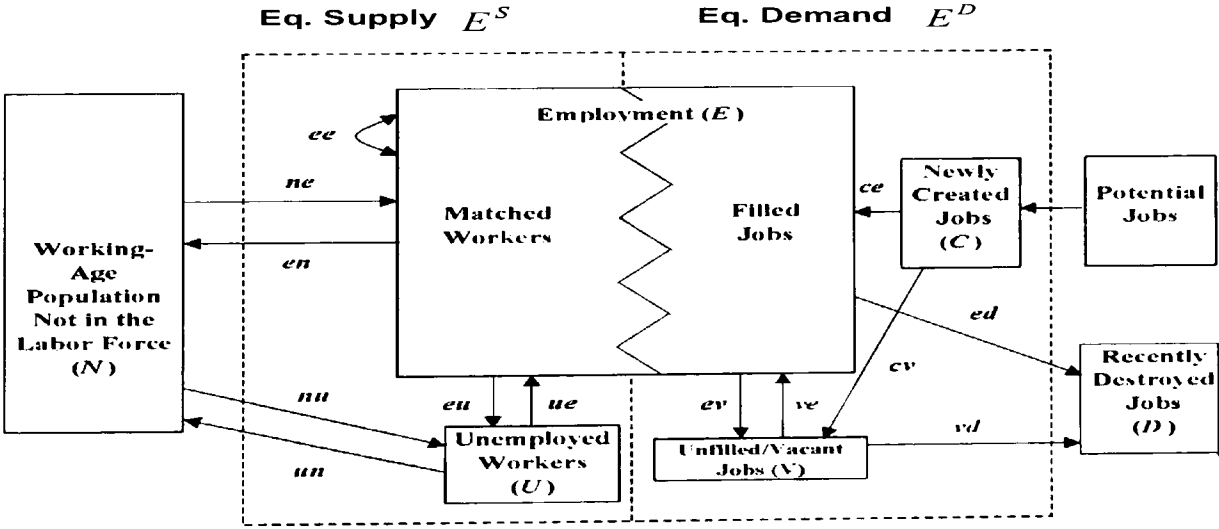 Eq. Supply E^S
Eq. Demand E^D
Employment (E)
ee
ne
en
Matched
Workers
Filled
Jobs
ce
Newly
Created
Jobs
(C)
Potential
Jobs
Working-
Age
Population
Not in the
Labor Force
(N)
ed
cv
Recently
Destroyed
Jobs
(D)
nu
un
eu
ue
ev
ve
vd
Unemployed
Workers
(U)
Unfilled/Vacant
Jobs (V)